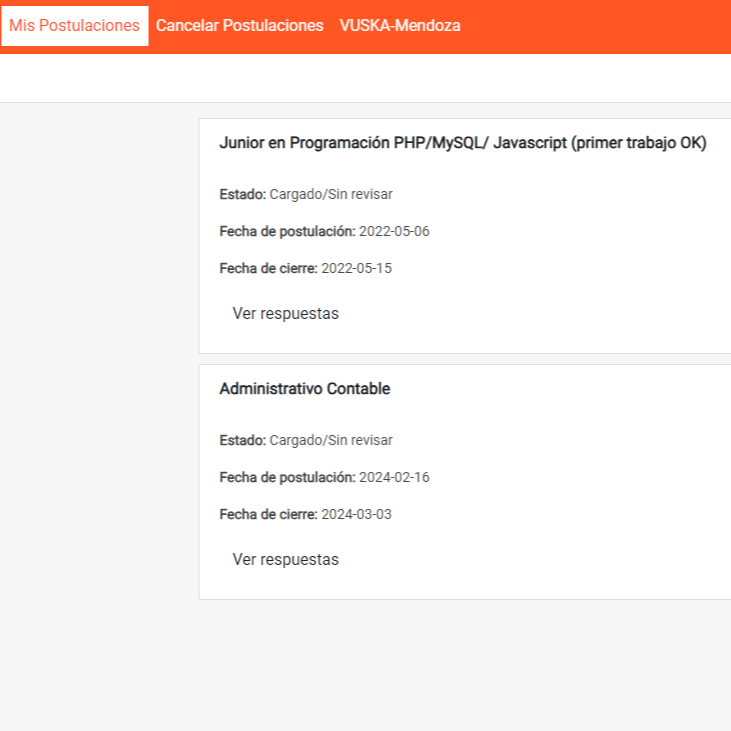 Mis Postulaciones Cancelar Postulaciones VUSKA-Mendoza
Junior en Programación PHP/MySQL/ Javascript (primer trabajo OK)
Estado: Cargado/Sin revisar
Fecha de postulación: 2022-05-06
Fecha de cierre: 2022-05-15
Ver respuestas
Administrativo Contable
Estado: Cargado/Sin revisar
Fecha de postulación: 2024-02-16
Fecha de cierre: 2024-03-03
Ver respuestas